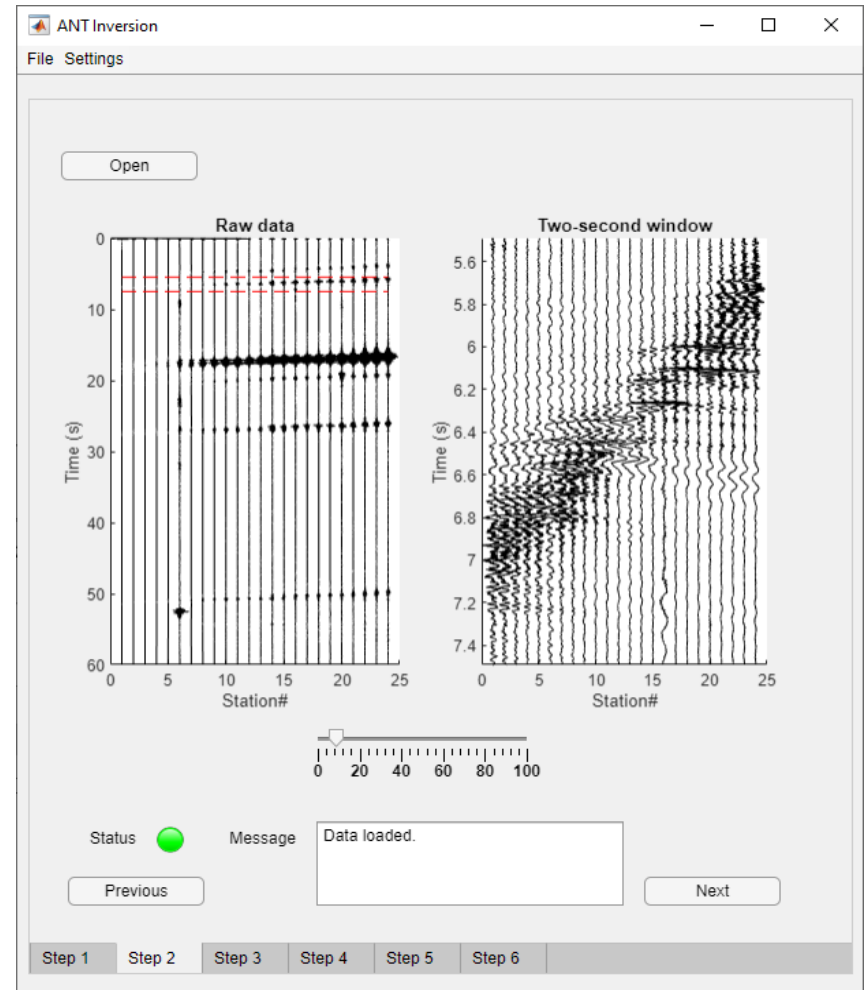 ANT Inversion
File Settings
Open
Raw data
Two-second window
0
10
20
30
40
50
60
Time (s)
0 5 10 15 20 25
Station#
5.6
5.8
6
6.2
6.4
6.6
6.8
7
7.2
7.4
Time (s)
0 5 10 15 20 25
Station#
0 20 40 60 80 100
Status
Message
Data loaded.
Previous
Next
Step 1 Step 2 Step 3 Step 4 Step 5 Step 6